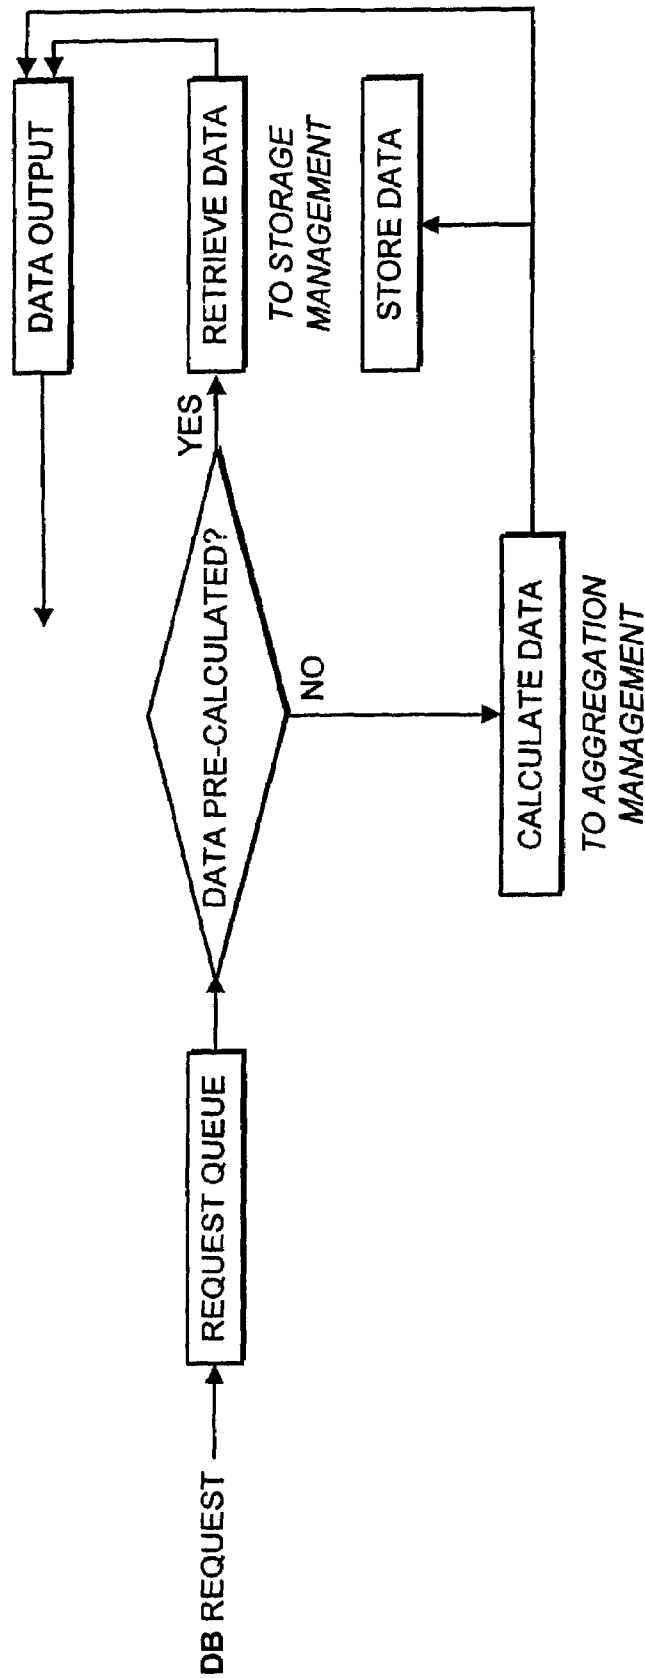 DB REQUEST
REQUEST QUEUE
DATA PRE-CALCULATED?
YES
NO
RETRIEVE DATA
TO STORAGE
MANAGEMENT
DATA OUTPUT
STORE DATA
CALCULATE DATA
TO AGGREGATION
MANAGEMENT